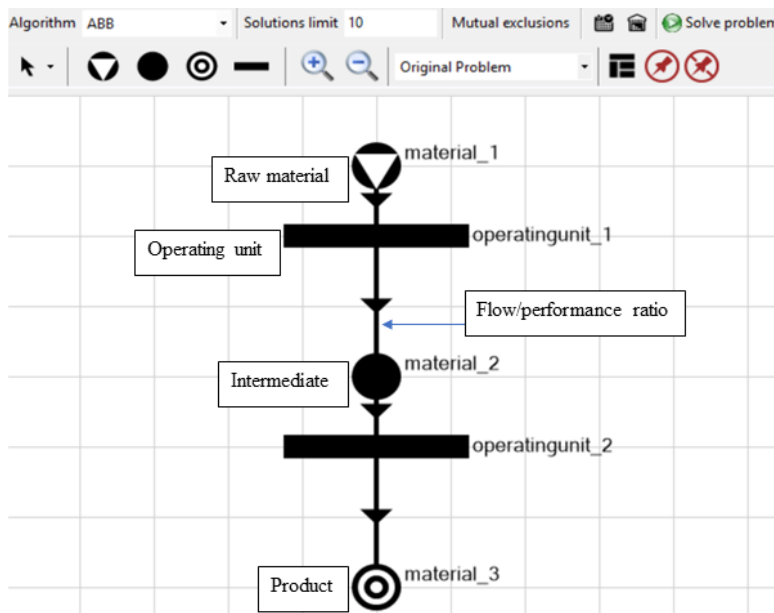 Algorithm ABB Solutions limit 10 Mutual exclusions Solve problem
Original Problem
material_1
Raw material
operatingunit_1
Operating unit
Flow/performance ratio
material_2
Intermediate
operatingunit_2
material_3
Product